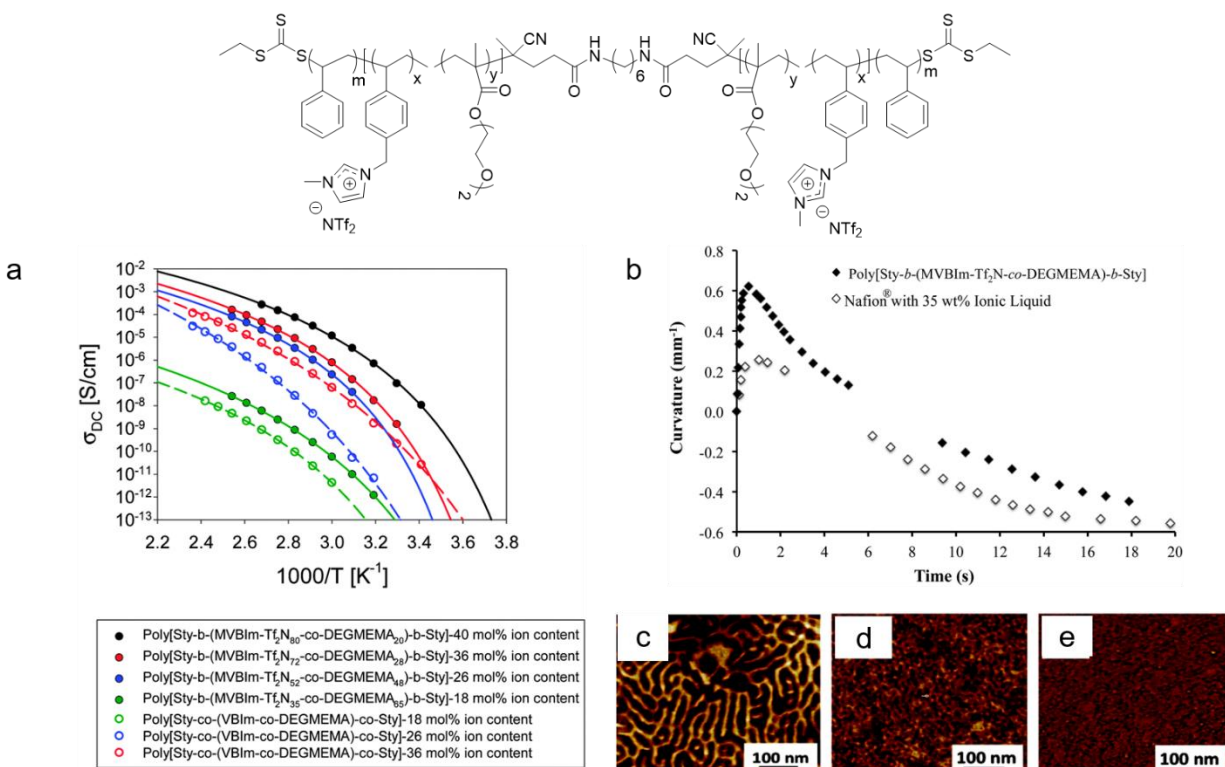 S
CN
H
N
H
N
CN
S
S
S
m
x
y
O
6
O
y
x
m
S
S
O
O
O
O
O
O
2
2
N
⊕
N
⊖
NTf2
N
⊕
N
⊖
NTf2
a
10-2
10-3
10-4
10-5
10-6
10-7
10-8
10-9
10-10
10-11
10-12
10-13
σDC [S/cm]
2.2 2.4 2.6 2.8 3.0 3.2 3.4 3.6 3.8
1000/T [K-1]
b
0.8
0.6
0.4
0.2
0.0
-0.2
-0.4
-0.6
Curvature (mm-1)
Poly[Sty-b-(MVBIm-Tf2N-co-DEGMEMA)-b-Sty]
Nafion® with 35 wt% Ionic Liquid
0 2 4 6 8 10 12 14 16 18 20
Time (s)
Poly[Sty-b-(MVBIm-Tf2N80-co-DEGMEMA20)-b-Sty]-40 mol% ion content
Poly[Sty-b-(MVBIm-Tf2N72-co-DEGMEMA28)-b-Sty]-36 mol% ion content
Poly[Sty-b-(MVBIm-Tf2N52-co-DEGMEMA48)-b-Sty]-26 mol% ion content
Poly[Sty-b-(MVBIm-Tf2N35-co-DEGMEMA65)-b-Sty]-18 mol% ion content
Poly[Sty-co-(VBIm-co-DEGMEMA)-co-Sty]-18 mol% ion content
Poly[Sty-co-(VBIm-co-DEGMEMA)-co-Sty]-26 mol% ion content
Poly[Sty-co-(VBIm-co-DEGMEMA)-co-Sty]-36 mol% ion content
c
100 nm
d
100 nm
e
100 nm